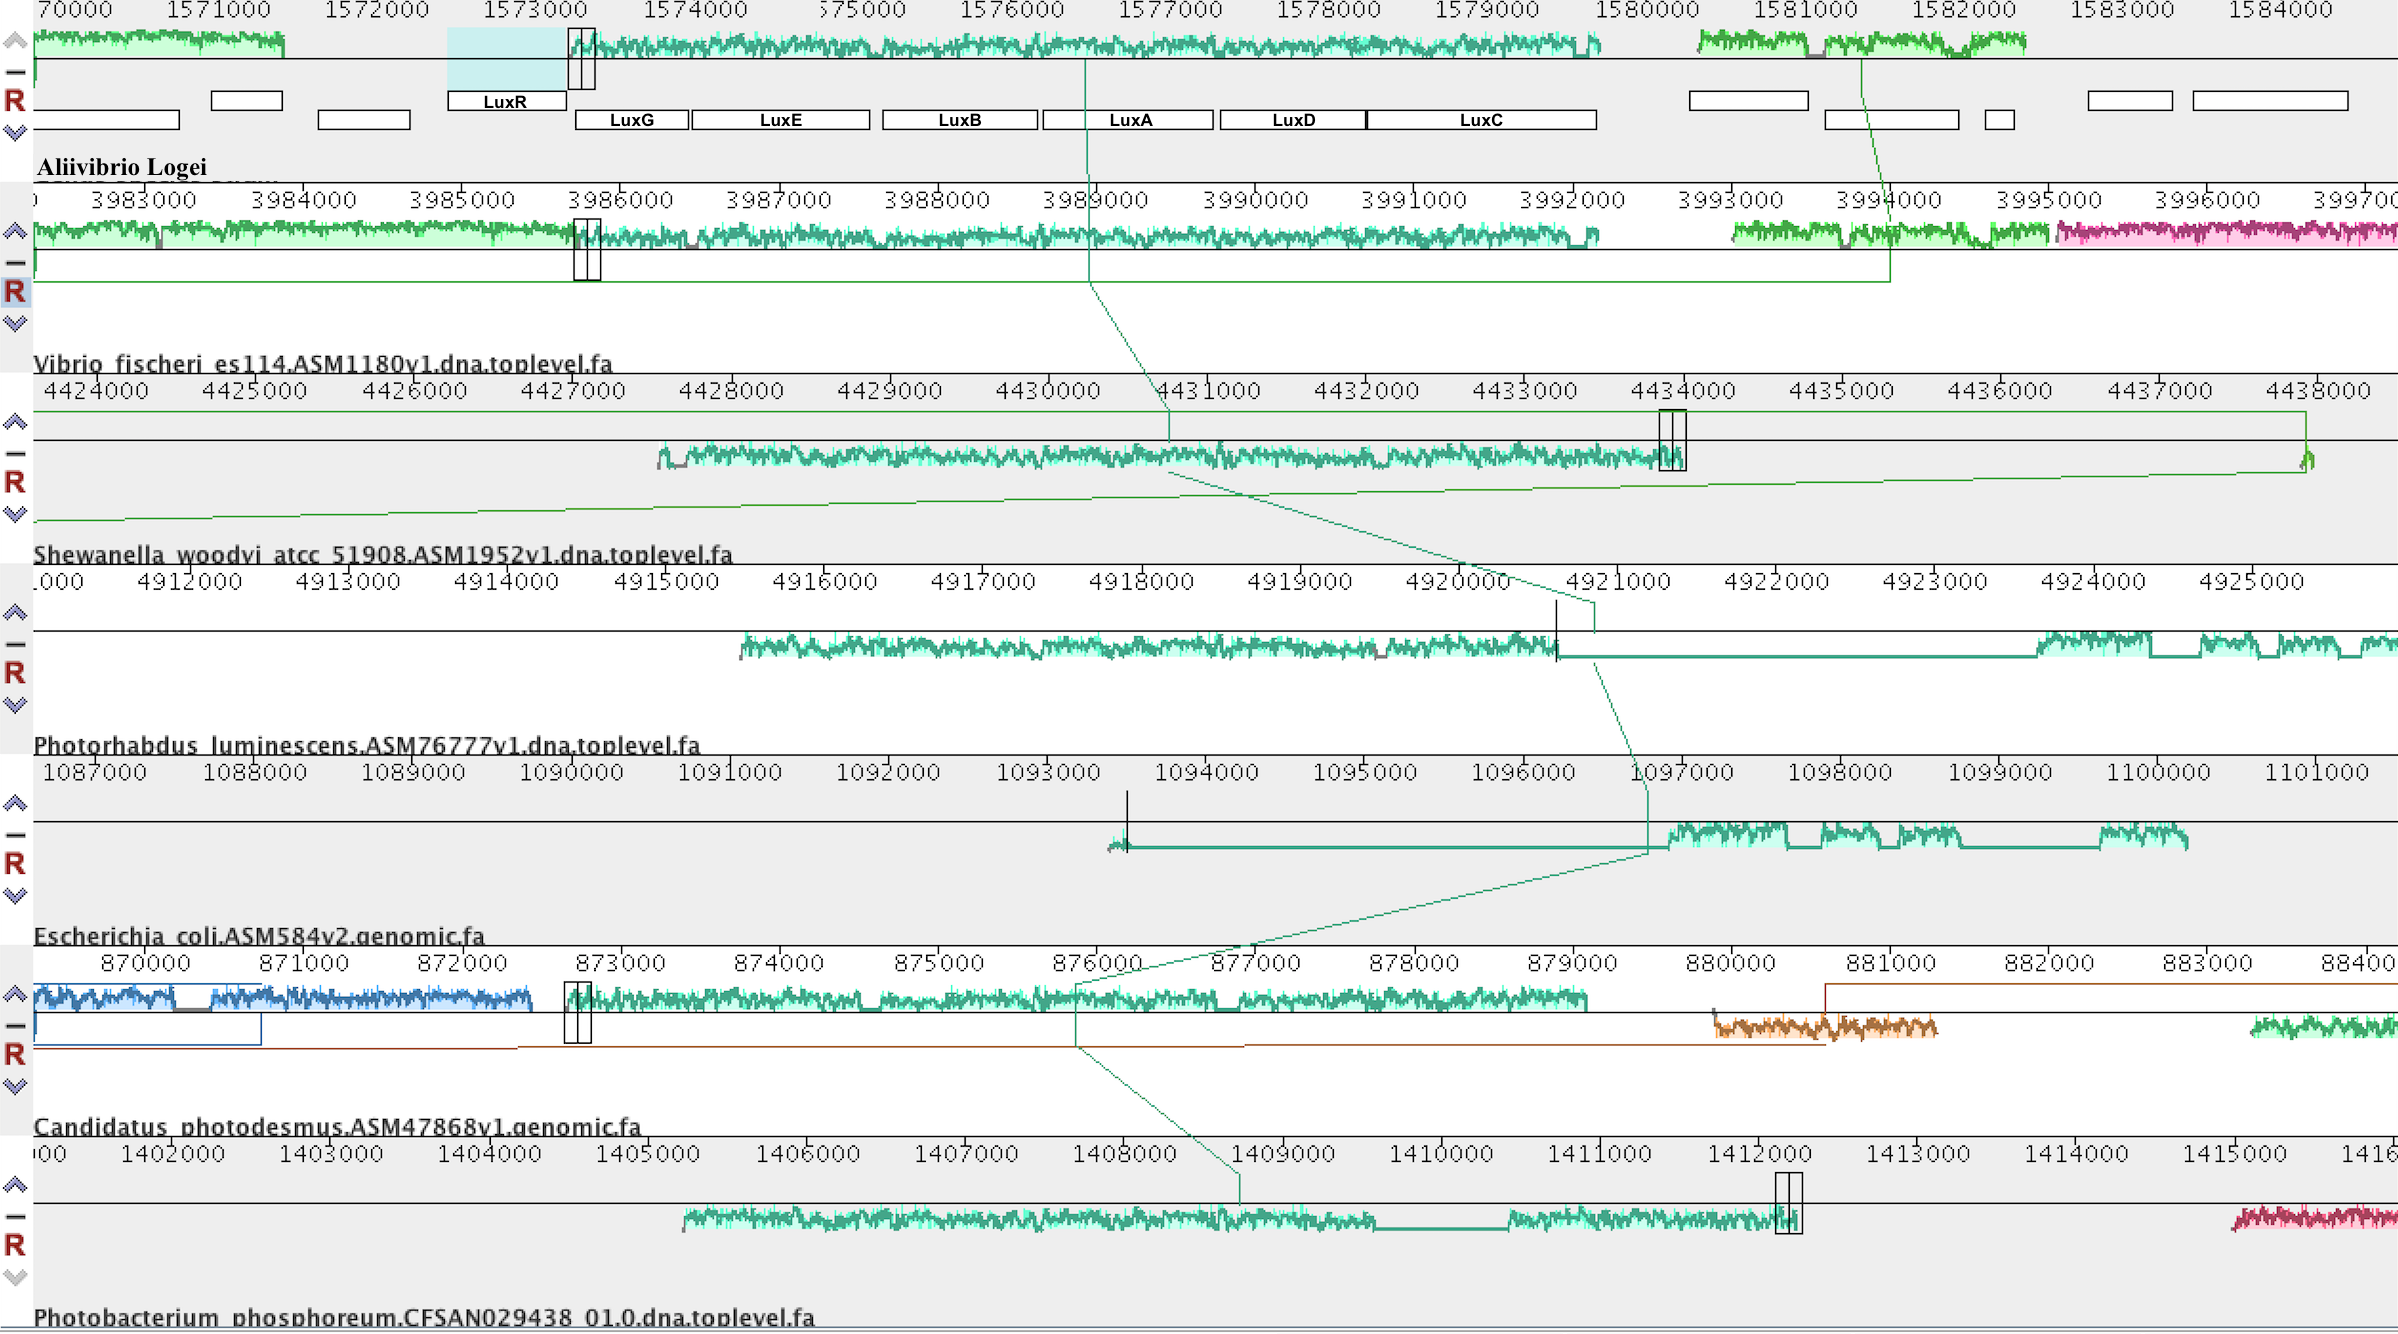 70000 1571000 1572000 1573000 1574000 575000 1576000 1577000 1578000 1579000 1580000 1581000 1582000 1583000 1584000
R
LuxR
LuxG LuxE LuxB LuxA LuxD LuxC
Aliivibrio Logei
3983000 3984000 3985000 3986000 3987000 3988000 3989000 3990000 3991000 3992000 3993000 3994000 3995000 3996000 399700
R
Vibrio_fischeri_es114.ASM1180v1.dna.toplevel.fa
4424000 4425000 4426000 4427000 4428000 4429000 4430000 4431000 4432000 4433000 4434000 4435000 4436000 4437000 4438000
R
Shewanella_woodyi_atcc_51908.ASM1952v1.dna.toplevel.fa
000 4912000 4913000 4914000 4915000 4916000 4917000 4918000 4919000 4920000 4921000 4922000 4923000 4924000 4925000
R
Photorhabdus_luminescens.ASM76777v1.dna.toplevel.fa
1087000 1088000 1089000 1090000 1091000 1092000 1093000 1094000 1095000 1096000 1097000 1098000 1099000 1100000 1101000
R
Escherichia_coli.ASM584v2.genomic.fa
870000 871000 872000 873000 874000 875000 876000 877000 878000 879000 880000 881000 882000 883000 88400
R
Candidatus_photodesmus.ASM47868v1.genomic.fa
00 1402000 1403000 1404000 1405000 1406000 1407000 1408000 1409000 1410000 1411000 1412000 1413000 1414000 1415000 1416
R
Photobacterium_phosphoreum.CFSAN029438_01.0.dna.toplevel.fa